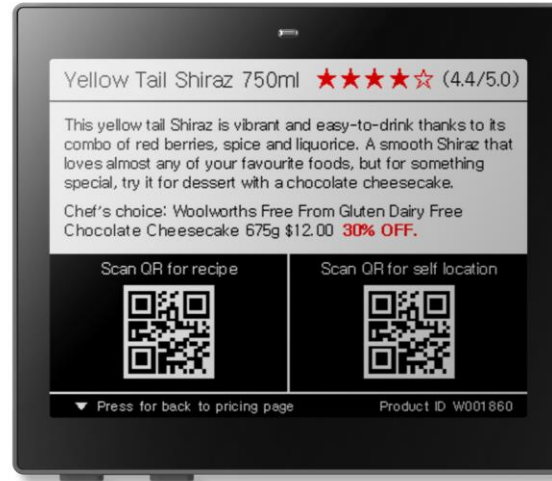 Yellow Tail Shiraz 750ml ★★★★☆ (4.4/5.0)
This yellow tail Shiraz is vibrant and easy-to-drink thanks to its
combo of red berries, spice and liquorice. A smooth Shiraz that
loves almost any of your favourite foods, but for something
special, try it for dessert with a chocolate cheesecake.
Chef's choice: Woolworths Free From Gluten Dairy Free
Chocolate Cheesecake 675g $12.00 30% OFF.
Scan QR for recipe
Scan QR for self location
▼ Press for back to pricing page
Product ID W001860